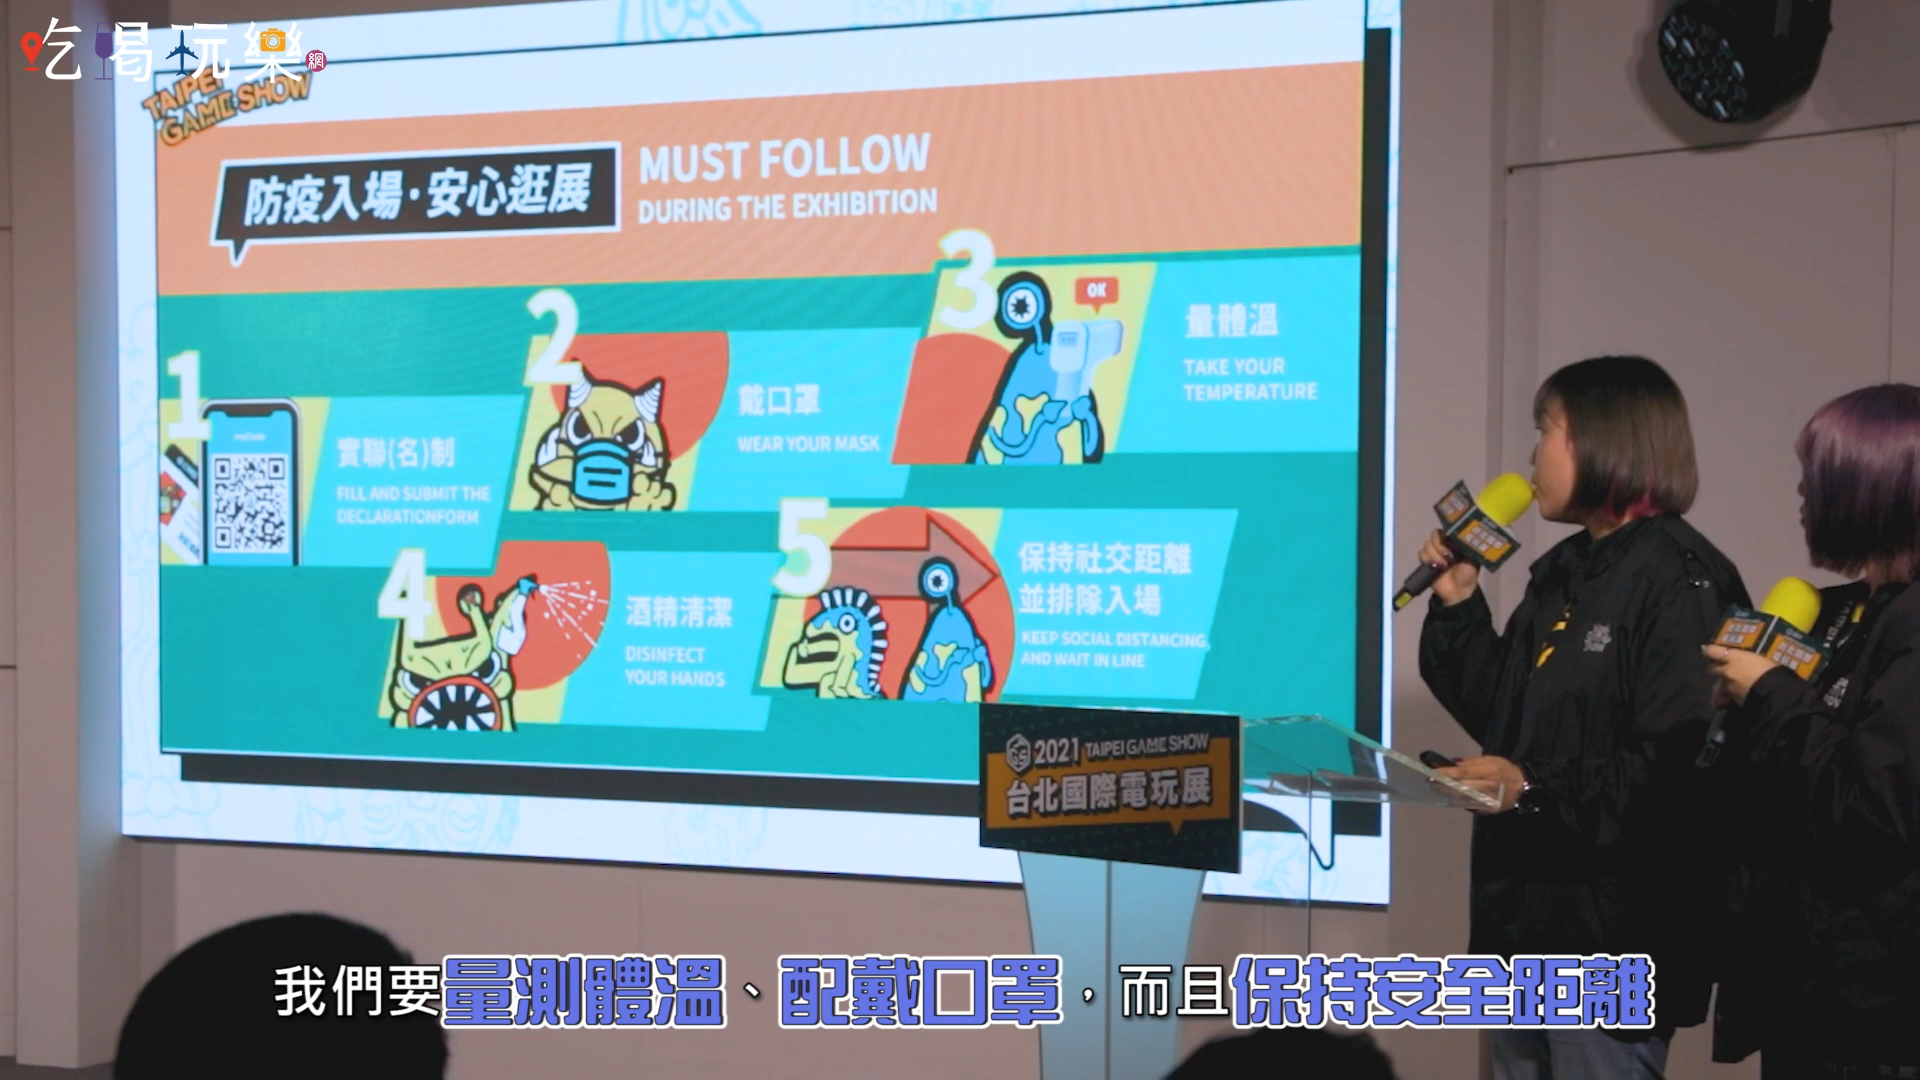 吃喝玩樂網
TAIPEI
GAME SHOW
防疫入場·安心逛展
MUST FOLLOW
DURING THE EXHIBITION
1
實聯(名)制
FILL AND SUBMIT THE
DECLARATIONFORM
2
戴口罩
WEAR YOUR MASK
3
OK
量體溫
TAKE YOUR
TEMPERATURE
4
酒精清潔
DISINFECT
YOUR HANDS
5
保持社交距離
並排隊入場
KEEP SOCIAL DISTANCING,
AND WAIT IN LINE
2021 TAIPEI GAME SHOW
台北國際電玩展
我們要量測體溫、配戴口罩，而且保持安全距離